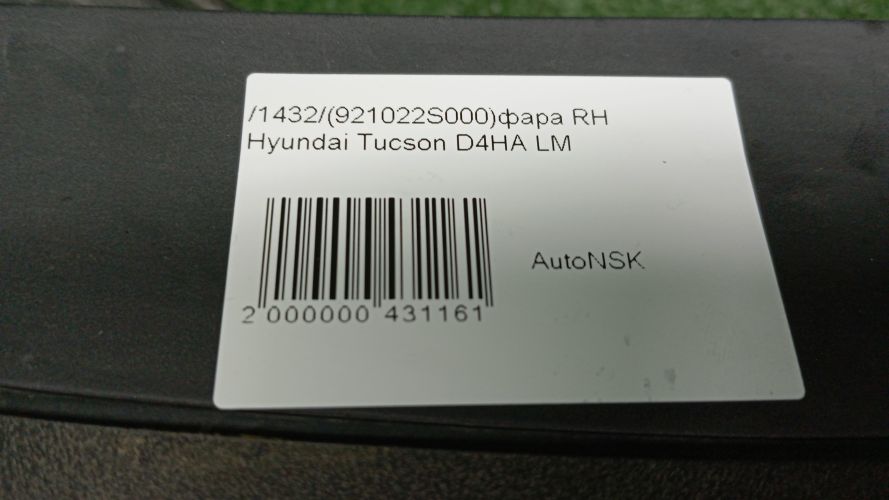 /1432/(921022S000)фара RH
Hyundai Tucson D4HA LM
AutoNSK
2 000000 431161